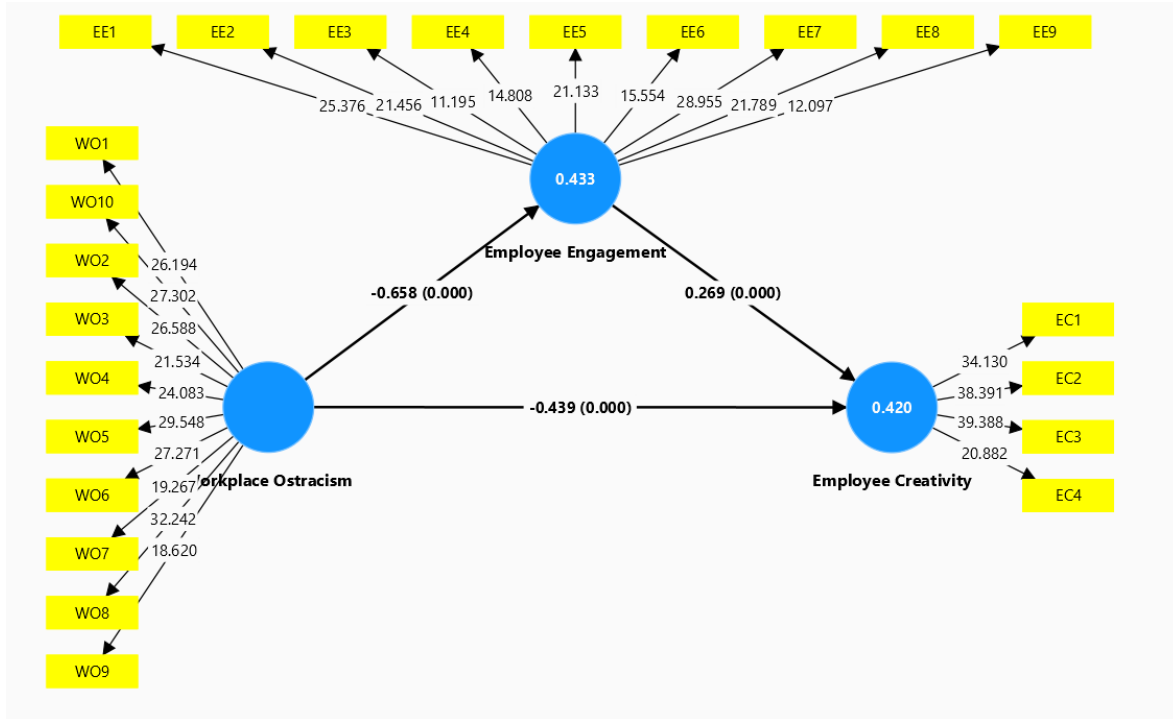 EE1 EE2 EE3 EE4 EE5 EE6 EE7 EE8 EE9
25.376 21.456 11.195 14.808 21.133 15.554 28.955 21.789 12.097
WO1
WO10
WO2
WO3
WO4
WO5
WO6
WO7
WO8
WO9
26.194
27.302
26.588
21.534
24.083
29.548
27.271
19.267
32.242
18.620
0.433
Employee Engagement
-0.658 (0.000)
0.269 (0.000)
-0.439 (0.000)
orkplace Ostracism
0.420
Employee Creativity
34.130
38.391
39.388
20.882
EC1
EC2
EC3
EC4